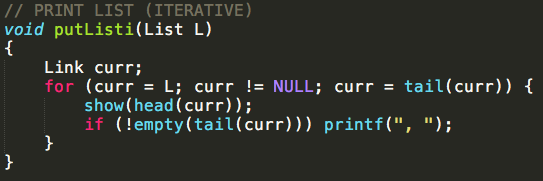 // PRINT LIST (ITERATIVE)
void putListi(List L)
{
    Link curr;
    for (curr = L; curr != NULL; curr = tail(curr)) {
        show(head(curr));
        if (!empty(tail(curr))) printf(", ");
    }
}